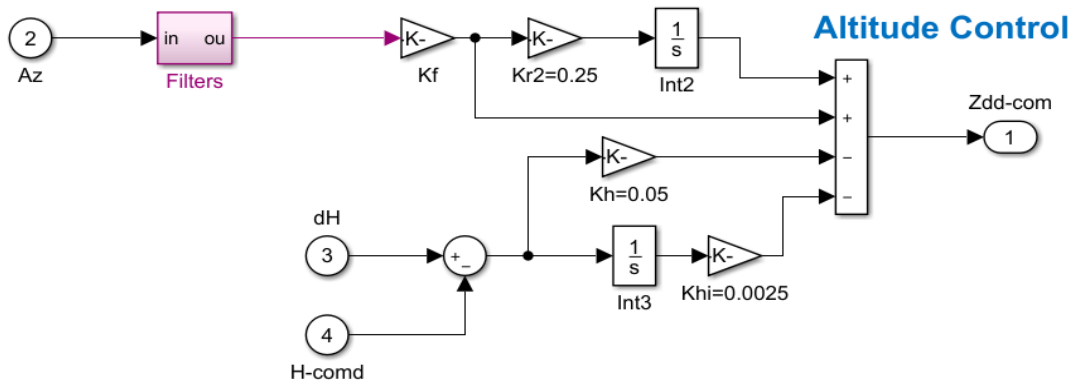 Altitude Control
2
Az
in ou
Filters
-K-
Kf
-K-
Kr2=0.25
1
s
Int2
+
+
−
−
Zdd-com
1
-K-
Kh=0.05
dH
3
+
−
1
s
Int3
-K-
Khi=0.0025
4
H-comd